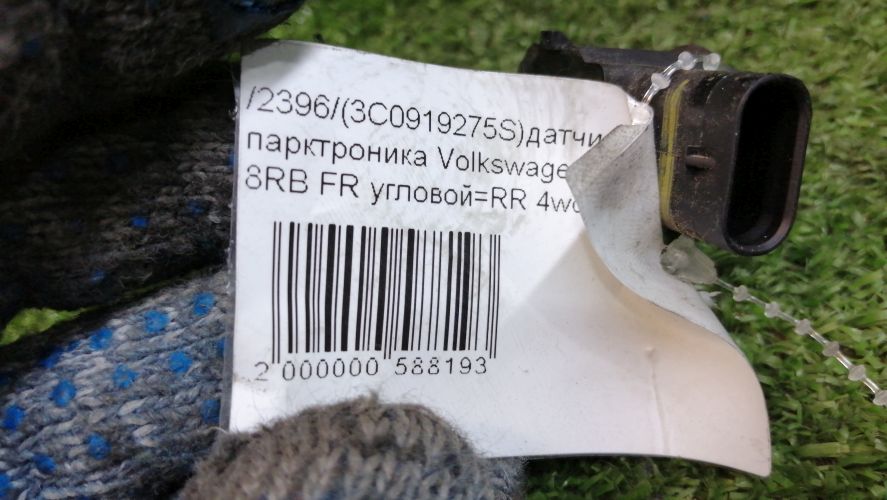 /2396/(3C0919275S)датчи
парктроника Volkswage
8RB FR угловой=RR 4w
2 000000 588193